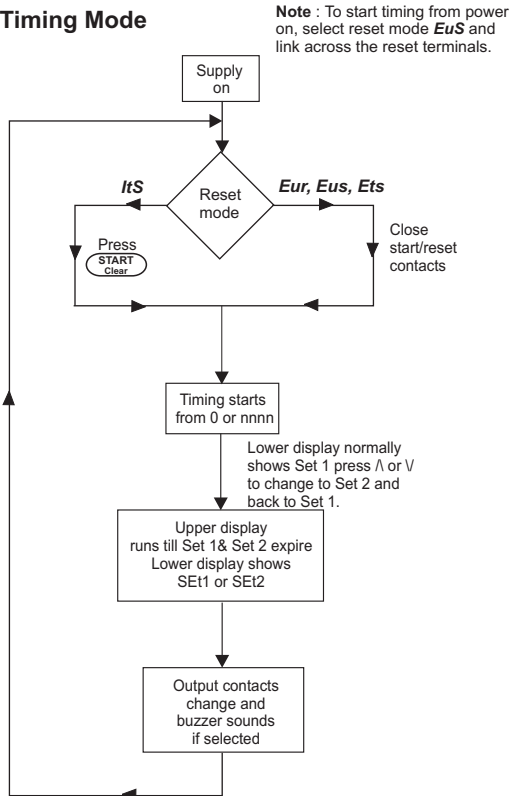 Timing Mode
Note : To start timing from power
on, select reset mode EuS and
link across the reset terminals.
Supply
on
ItS
Reset
mode
Eur, Eus, Ets
Press
START
Clear
Close
start/reset
contacts
Timing starts
from 0 or nnnn
Lower display normally
shows Set 1 press /\ or \/
to change to Set 2 and
back to Set 1.
Upper display
runs till Set 1& Set 2 expire
Lower display shows
SEt1 or SEt2
Output contacts
change and
buzzer sounds
if selected